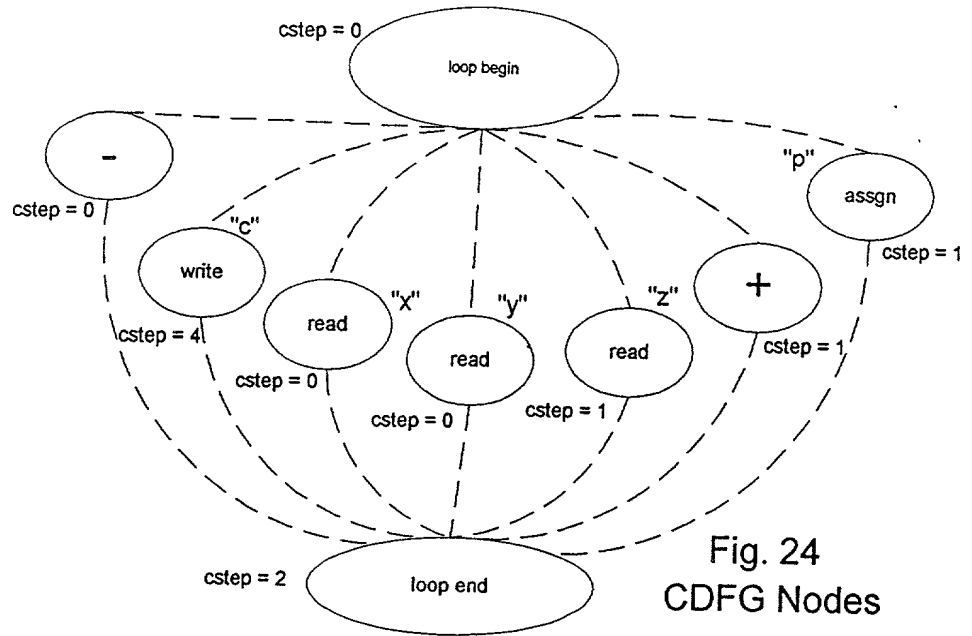 cstep = 0
loop begin
-
cstep = 0
"p"
assgn
cstep = 1
"c"
write
cstep = 4
"x"
read
cstep = 0
"y"
read
cstep = 0
"z"
read
cstep = 1
+
cstep = 1
cstep = 2
loop end
Fig. 24
CDFG Nodes